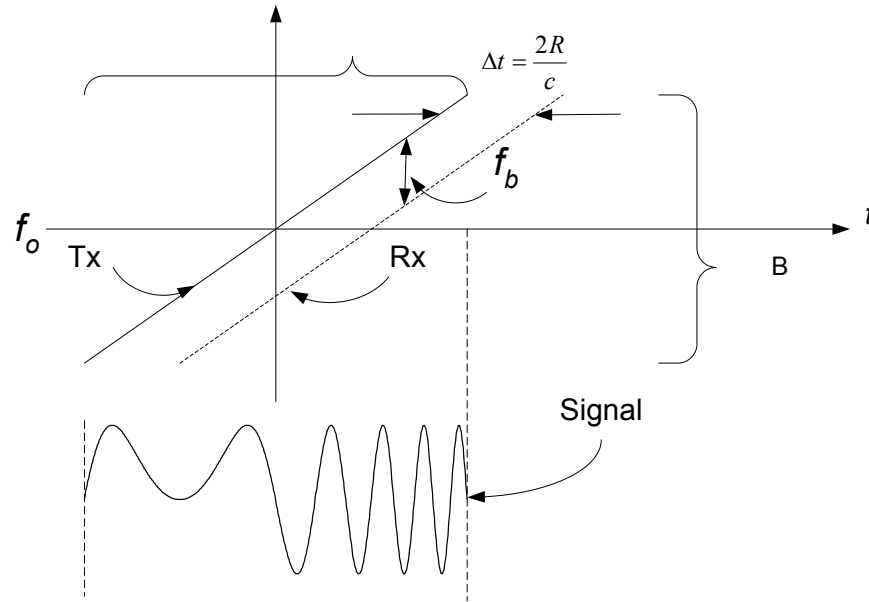 Δt = 2R/c
f_b
f_o
t
Tx
Rx
B
Signal